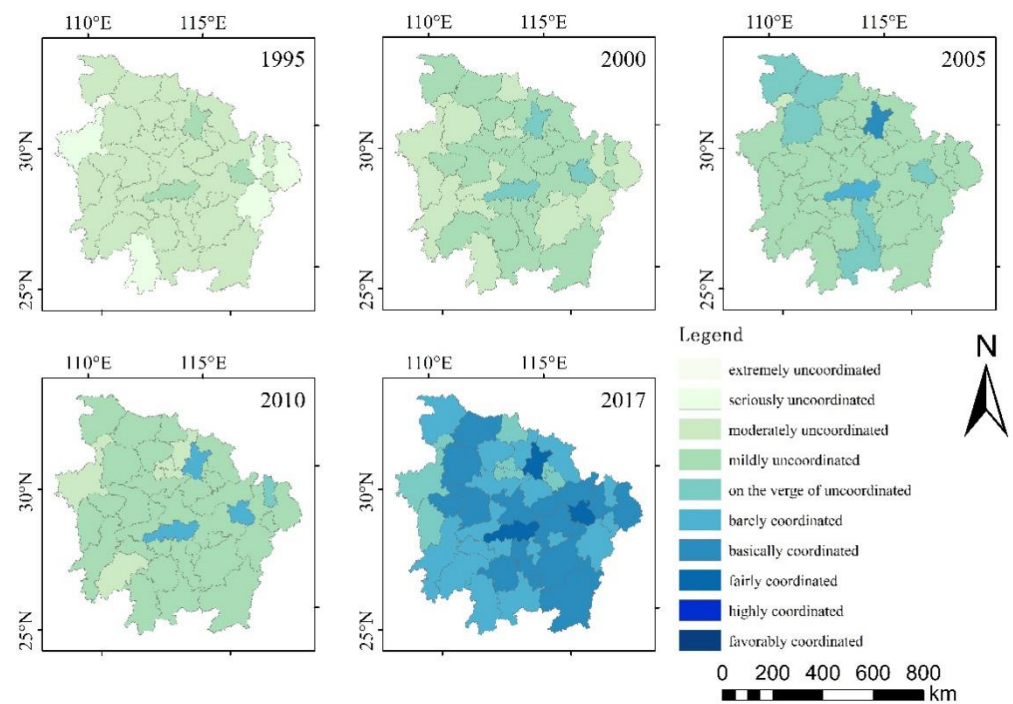 110°E 115°E
110°E 115°E
110°E 115°E
1995
2000
2005
30°N
30°N
30°N
25°N
25°N
25°N
110°E 115°E
110°E 115°E
2010
2017
30°N
30°N
25°N
25°N
Legend
extremely uncoordinated
seriously uncoordinated
moderately uncoordinated
mildly uncoordinated
on the verge of uncoordinated
barely coordinated
basically coordinated
fairly coordinated
highly coordinated
favorably coordinated
N
0 200 400 600 800
km